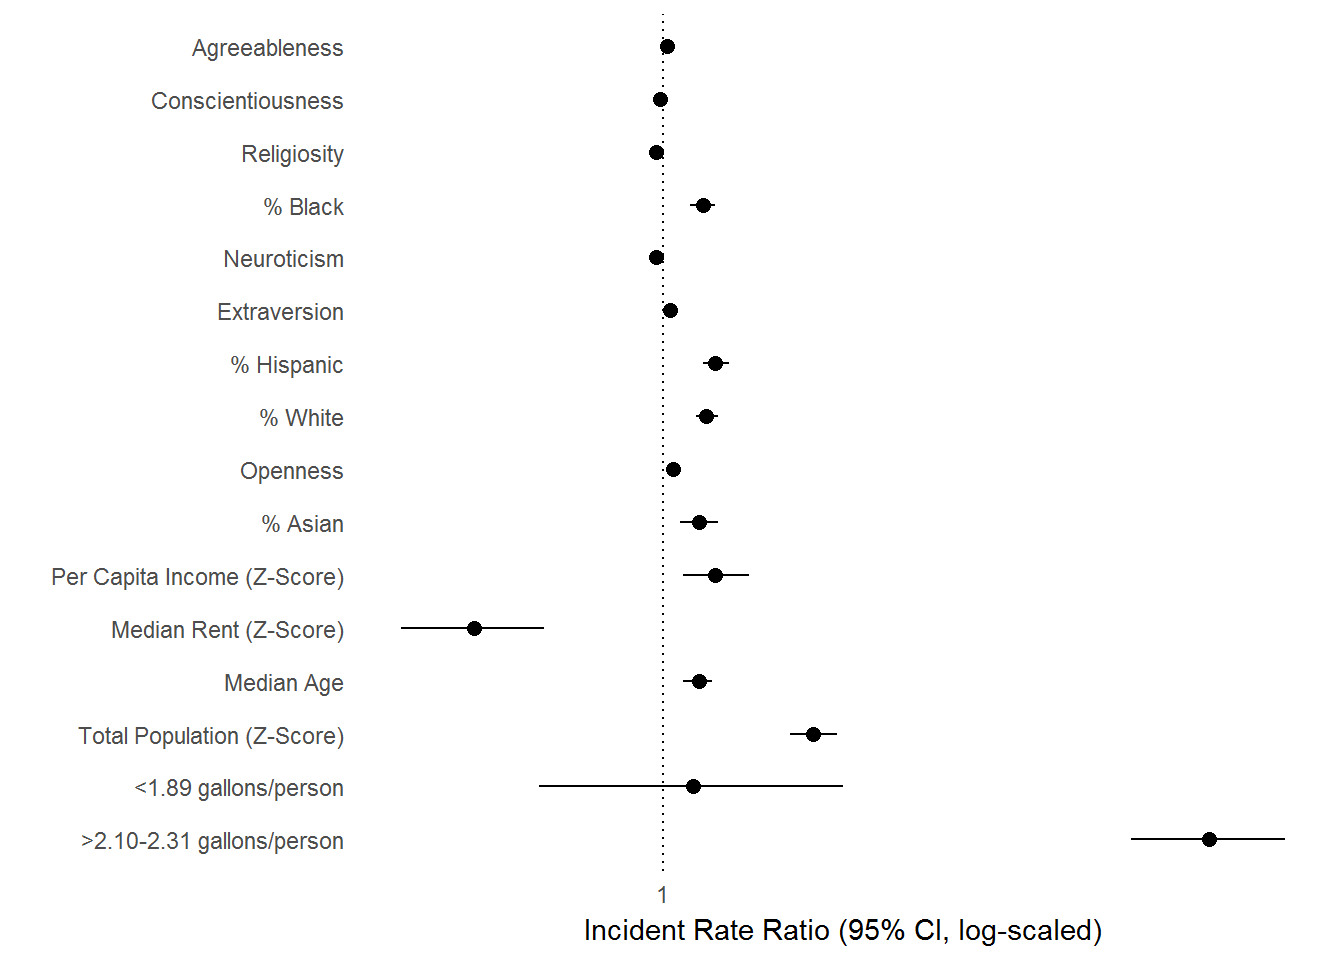 Agreeableness
Conscientiousness
Religiosity
% Black
Neuroticism
Extraversion
% Hispanic
% White
Openness
% Asian
Per Capita Income (Z-Score)
Median Rent (Z-Score)
Median Age
Total Population (Z-Score)
<1.89 gallons/person
>2.10-2.31 gallons/person
1
Incident Rate Ratio (95% CI, log-scaled)